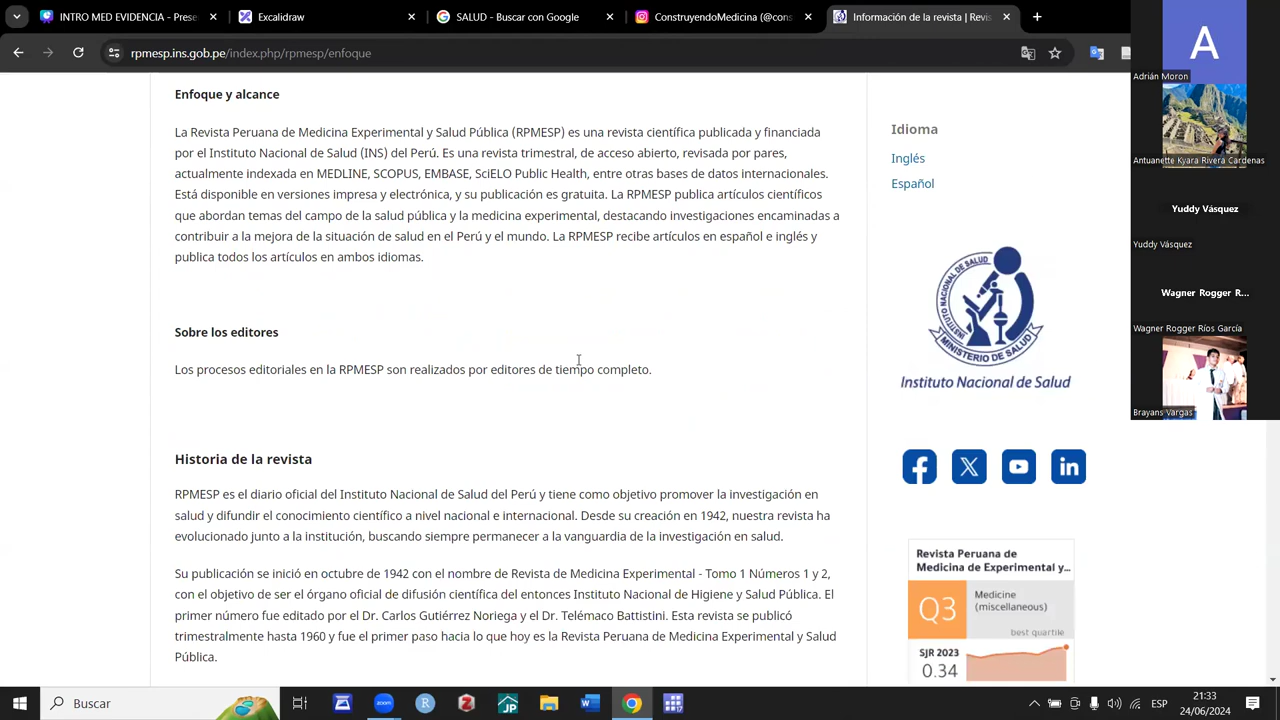 INTRO MED EVIDENCIA - Prese
Excalidraw
SALUD - Buscar con Google
ConstruyendoMedicina (@cons
Información de la revista | Revis
rpmesp.ins.gob.pe/index.php/rpmesp/enfoque
Enfoque y alcance
La Revista Peruana de Medicina Experimental y Salud Pública (RPMESP) es una revista científica publicada y financiada
por el Instituto Nacional de Salud (INS) del Perú. Es una revista trimestral, de acceso abierto, revisada por pares,
actualmente indexada en MEDLINE, SCOPUS, EMBASE SciELO Public Health, entre otras bases de datos internacionales.
Está disponible en versiones impresa y electrónica, y su publicación es gratuita. La RPMESP publica artículos científicos
que abordan temas del campo de la salud pública y la medicina experimental, destacando investigaciones encaminadas a
contribuir a la mejora de la situación de salud en el Perú y el mundo. La RPMESP recibe artículos en español e inglés y
publica todos los artículos en ambos idiomas.
Sobre los editores
Los procesos editoriales en la RPMESP son realizados por editores de tiempo completo.
Historia de la revista
RPMESP es el diario oficial del Instituto Nacional de Salud del Perú y tiene como objetivo promover la investigación en
salud y difundir el conocimiento científico a nivel nacional e internacional. Desde su creación en 1942, nuestra revista ha
evolucionado junto a la institución, buscando siempre permanecer a la vanguardia de la investigación en salud.
Su publicación se inició en octubre de 1942 con el nombre de Revista de Medicina Experimental - Tomo 1 Números 1 y 2,
con el objetivo de ser el órgano oficial de difusión científica del entonces Instituto Nacional de Higiene y Salud Pública. El
primer número fue editado por el Dr. Carlos Gutiérrez Noriega y el Dr. Telémaco Battistini. Esta revista se publicó
trimestralmente hasta 1960 y fue el primer paso hacia lo que hoy es la Revista Peruana de Medicina Experimental y Salud
Pública.
Idioma
Inglés
Español
INSTITUTO NACIONAL DE SALUD
MINISTERIO DE SALUD
Instituto Nacional de Salud
Revista Peruana de
Medicina de Experimental y...
Q3
Medicine
(miscellaneous)
best quartile
SJR 2023
0.34
A
Adrián Moron
Antuanette Kyara Rivera Cardenas
Yuddy Vásquez
Yuddy Vásquez
Wagner Rogger R...
Wagner Rogger Ríos García
Brayans Vargas
Buscar
zoom
R
Z
JP
W
ESP
21:33
24/06/2024